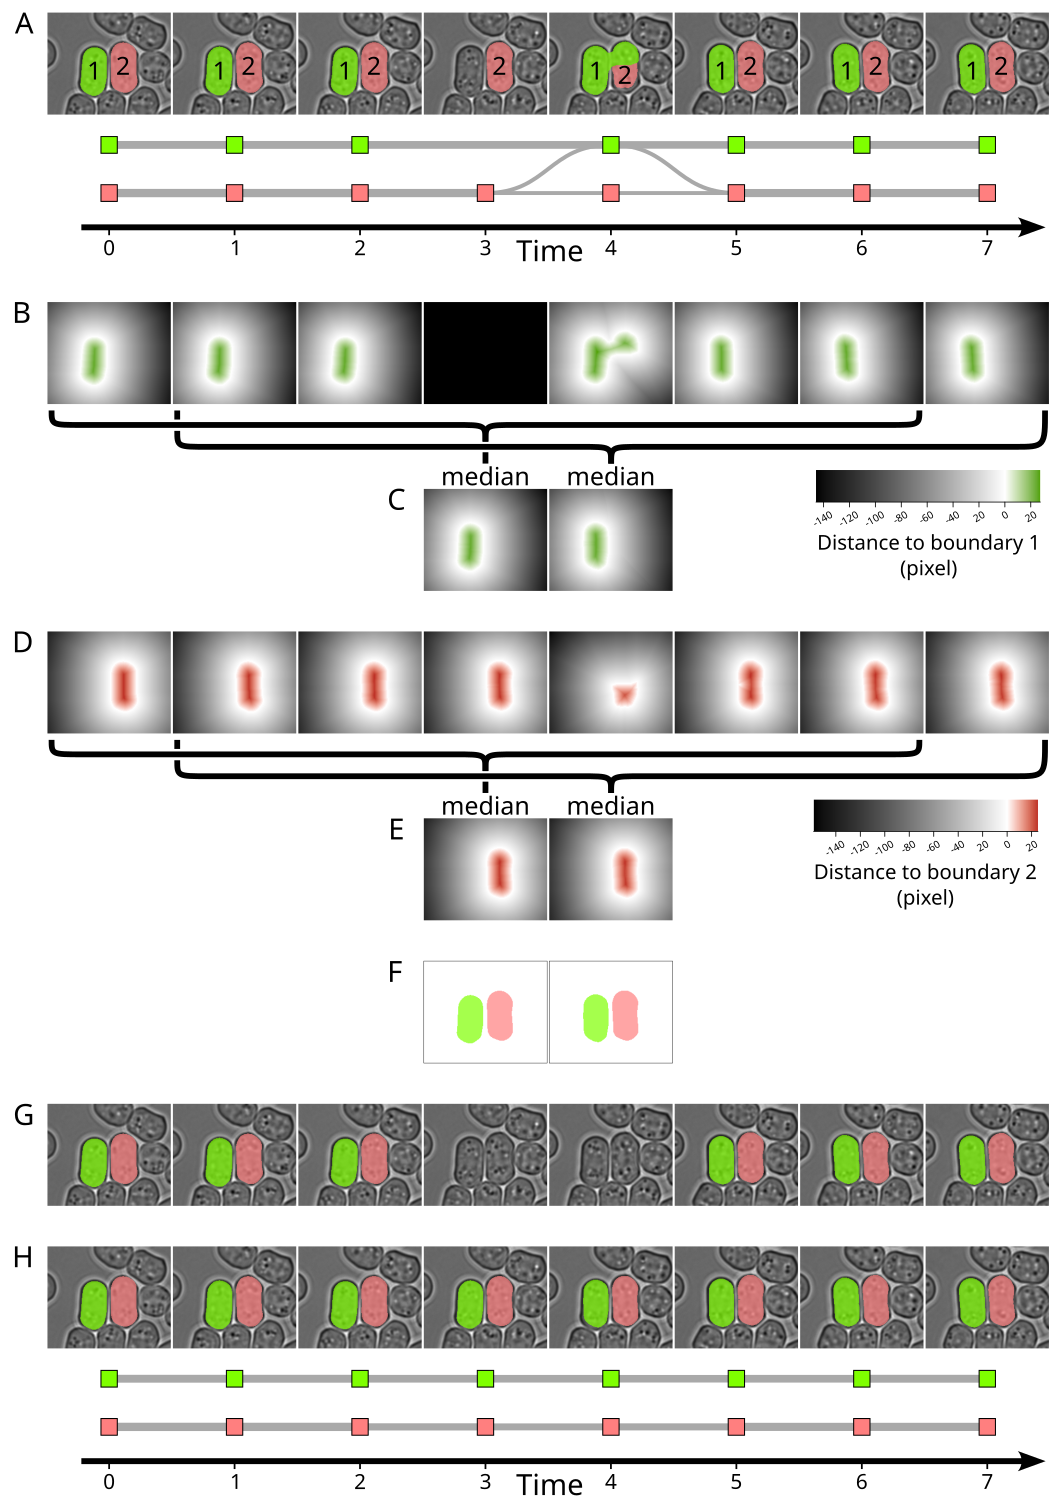 A
1 2 1 2 1 2 2 1 2 1 2 1 2 1 2
0 1 2 3 4 5 6 7
Time
B
median median
C
-140 -120 -100 -80 -60 -40 -20 0 20
Distance to boundary 1
(pixel)
D
median median
E
-140 -120 -100 -80 -60 -40 -20 0 20
Distance to boundary 2
(pixel)
F
G
H
0 1 2 3 4 5 6 7
Time